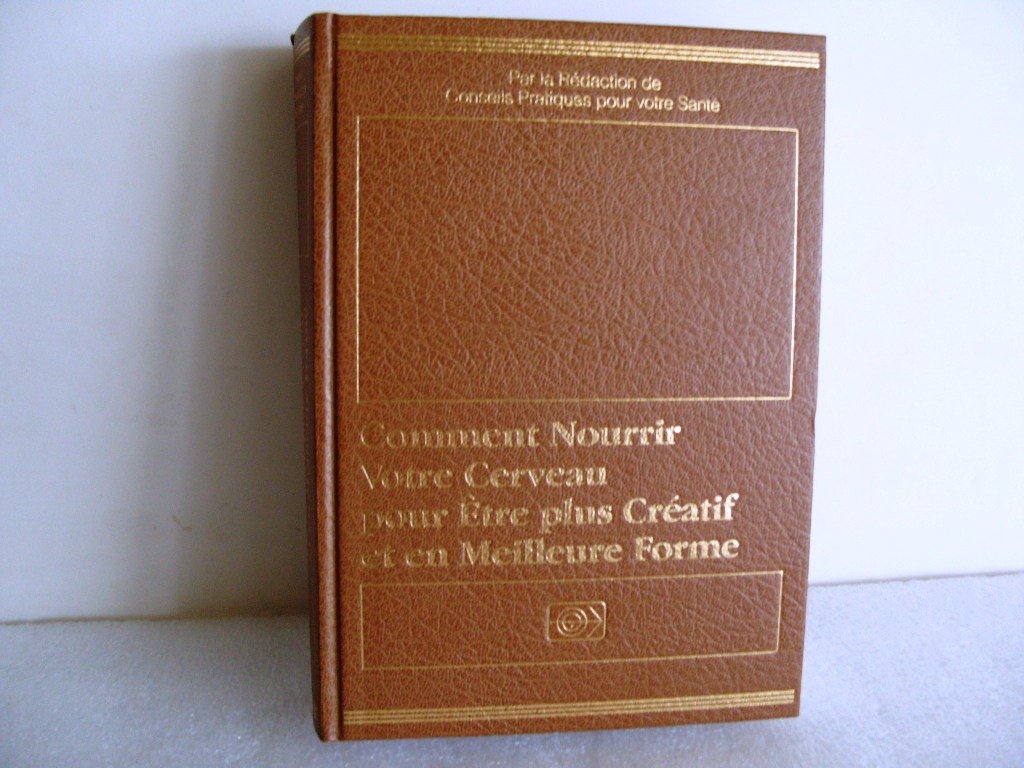 Par la Rédaction de
Conseils Pratiques pour votre Santé
Comment Nourrir
Votre Cerveau
pour Être plus Créatif
et en Meilleure Forme